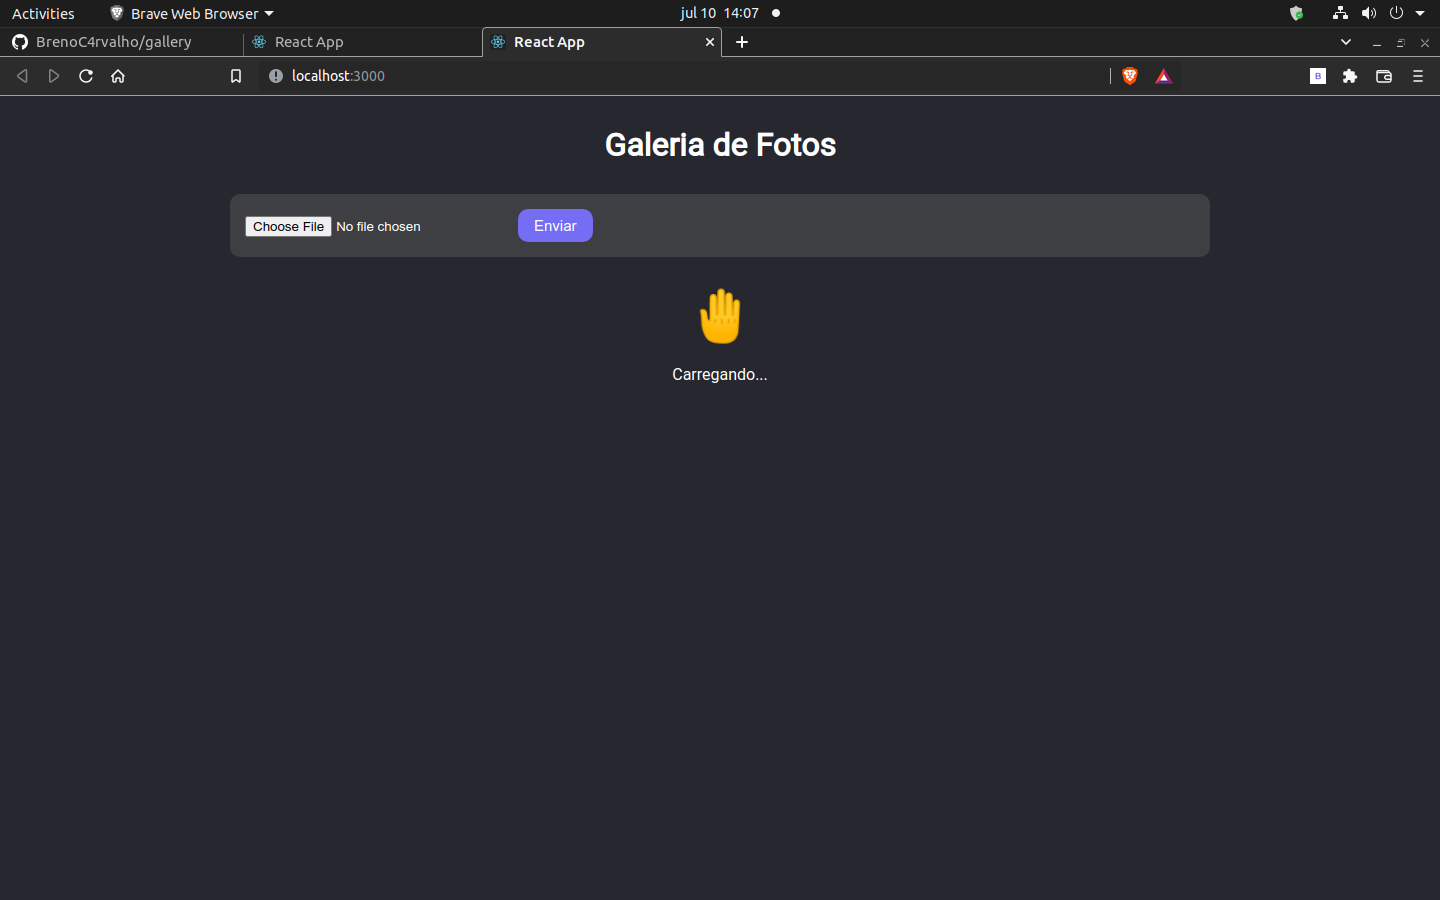 Activities Brave Web Browser jul 10 14:07
BrenoC4rvalho/gallery React App React App
localhost:3000 B
Galeria de Fotos
Choose File No file chosen Enviar
Carregando...